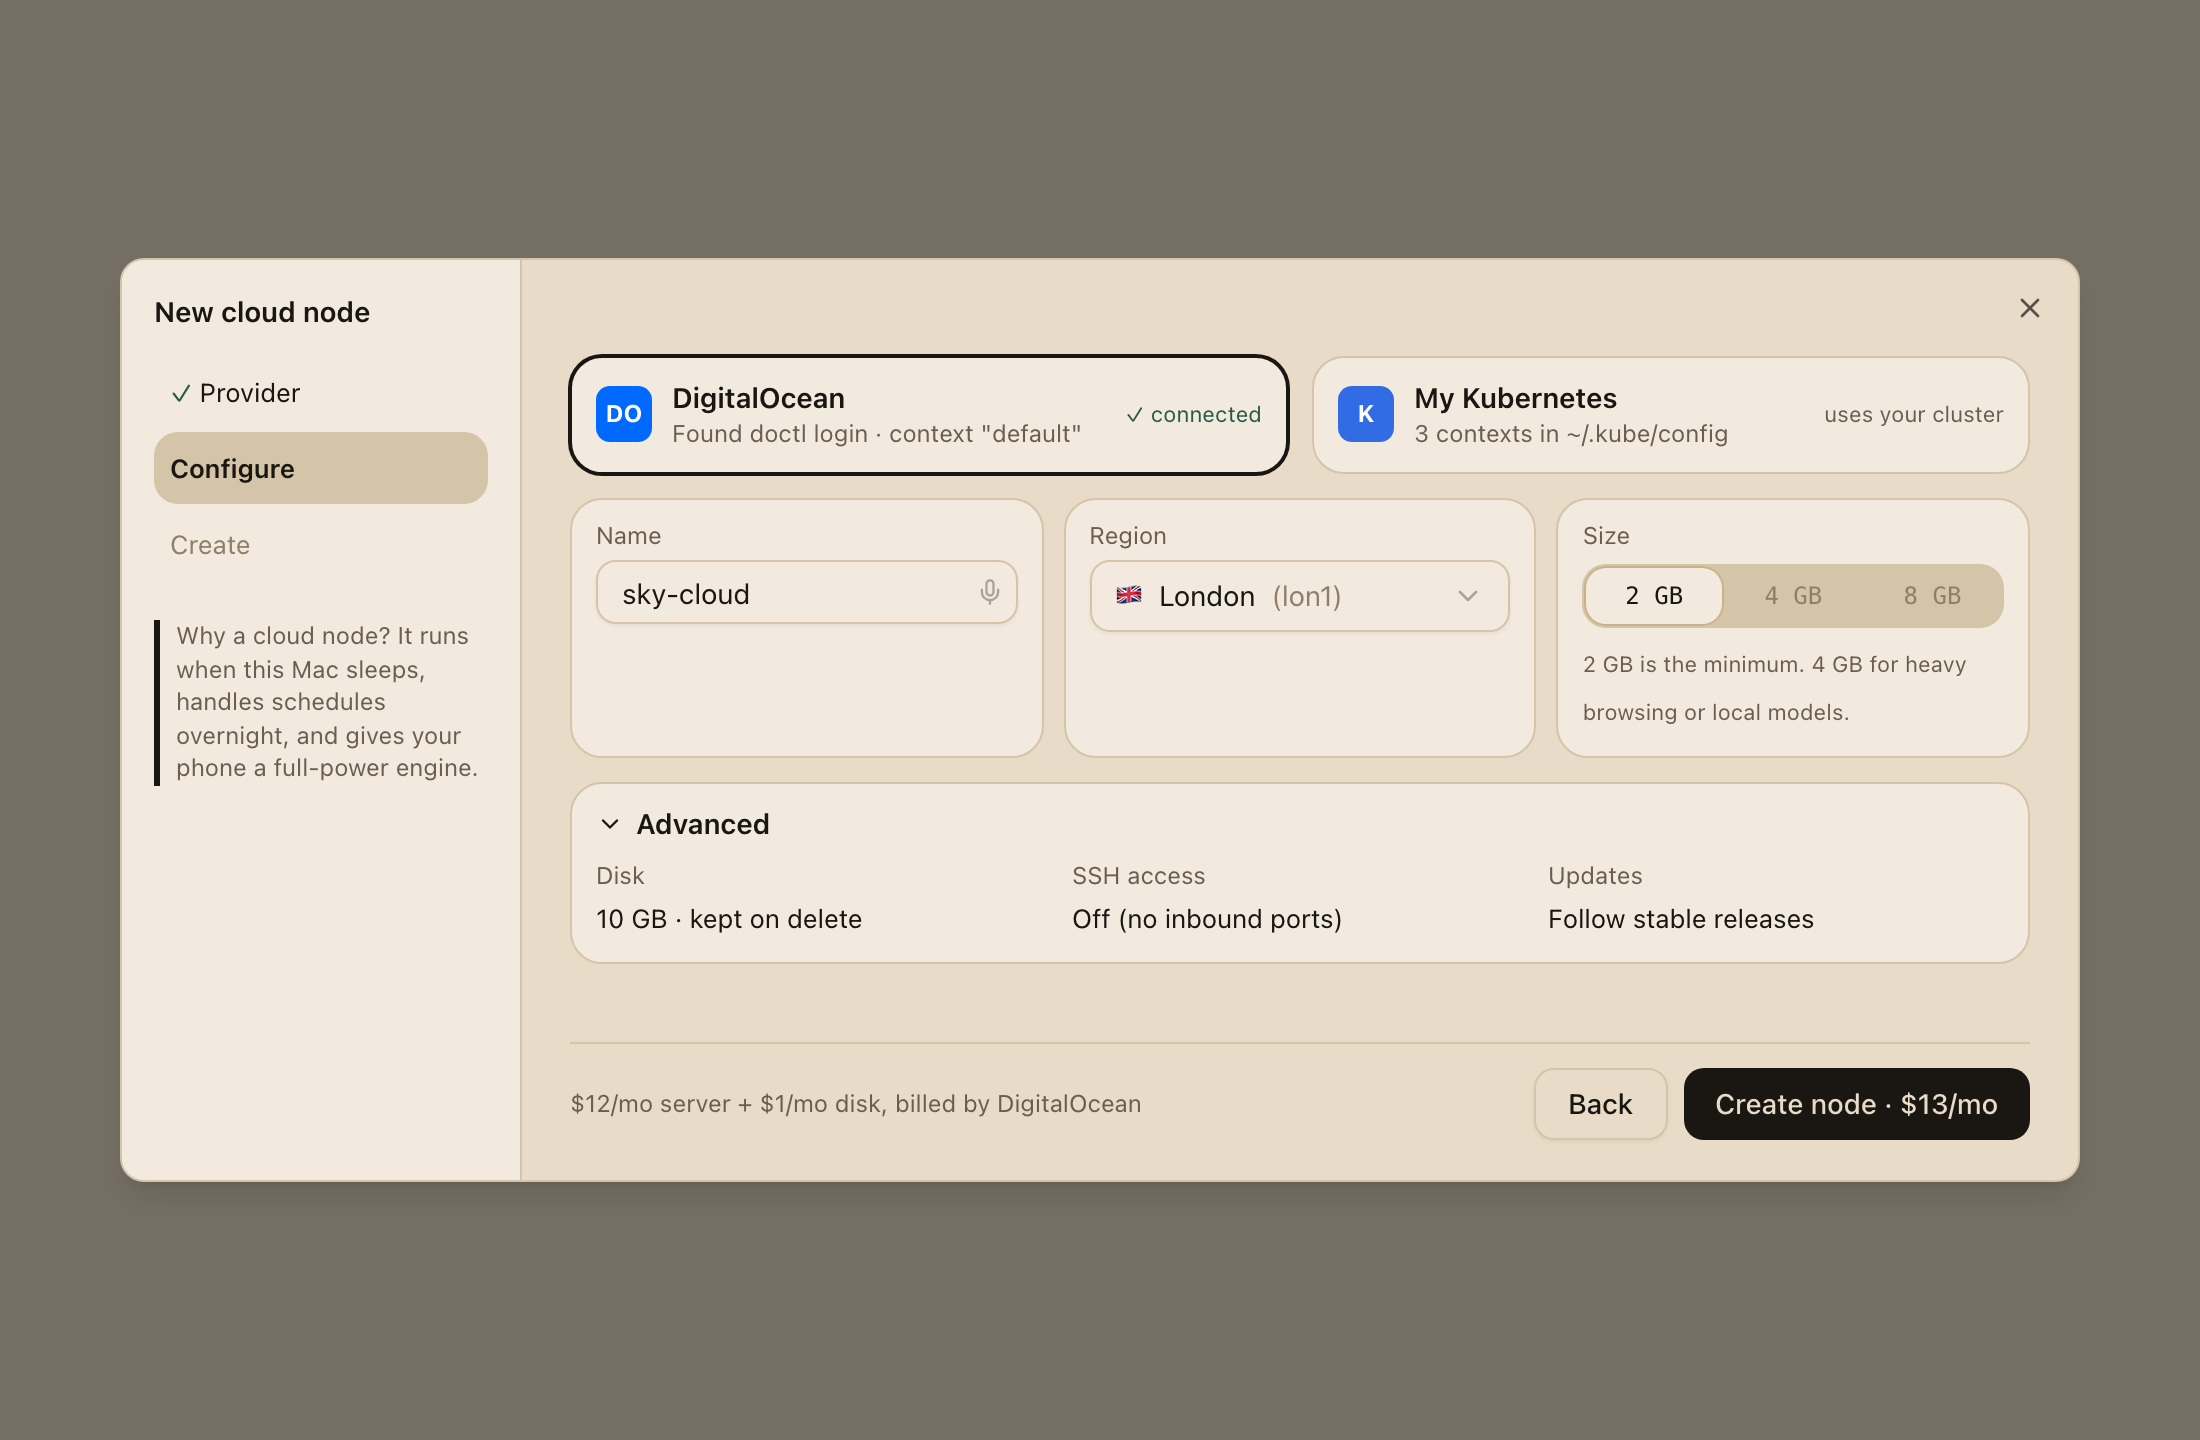 New cloud node
Provider
Configure
Create
Why a cloud node? It runs
when this Mac sleeps,
handles schedules
overnight, and gives your
phone a full-power engine.
DO
DigitalOcean
Found doctl login · context "default"
✓ connected
K
My Kubernetes
3 contexts in ~/.kube/config
uses your cluster
Name
sky-cloud
Region
London (lon1)
Size
2 GB
4 GB
8 GB
2 GB is the minimum. 4 GB for heavy
browsing or local models.
Advanced
Disk
10 GB · kept on delete
SSH access
Off (no inbound ports)
Updates
Follow stable releases
$12/mo server + $1/mo disk, billed by DigitalOcean
Back
Create node · $13/mo